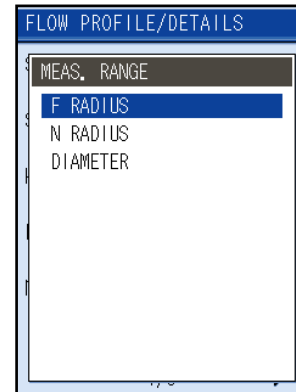 FLOW PROFILE/DETAILS
MEAS. RANGE
F RADIUS
N RADIUS
DIAMETER